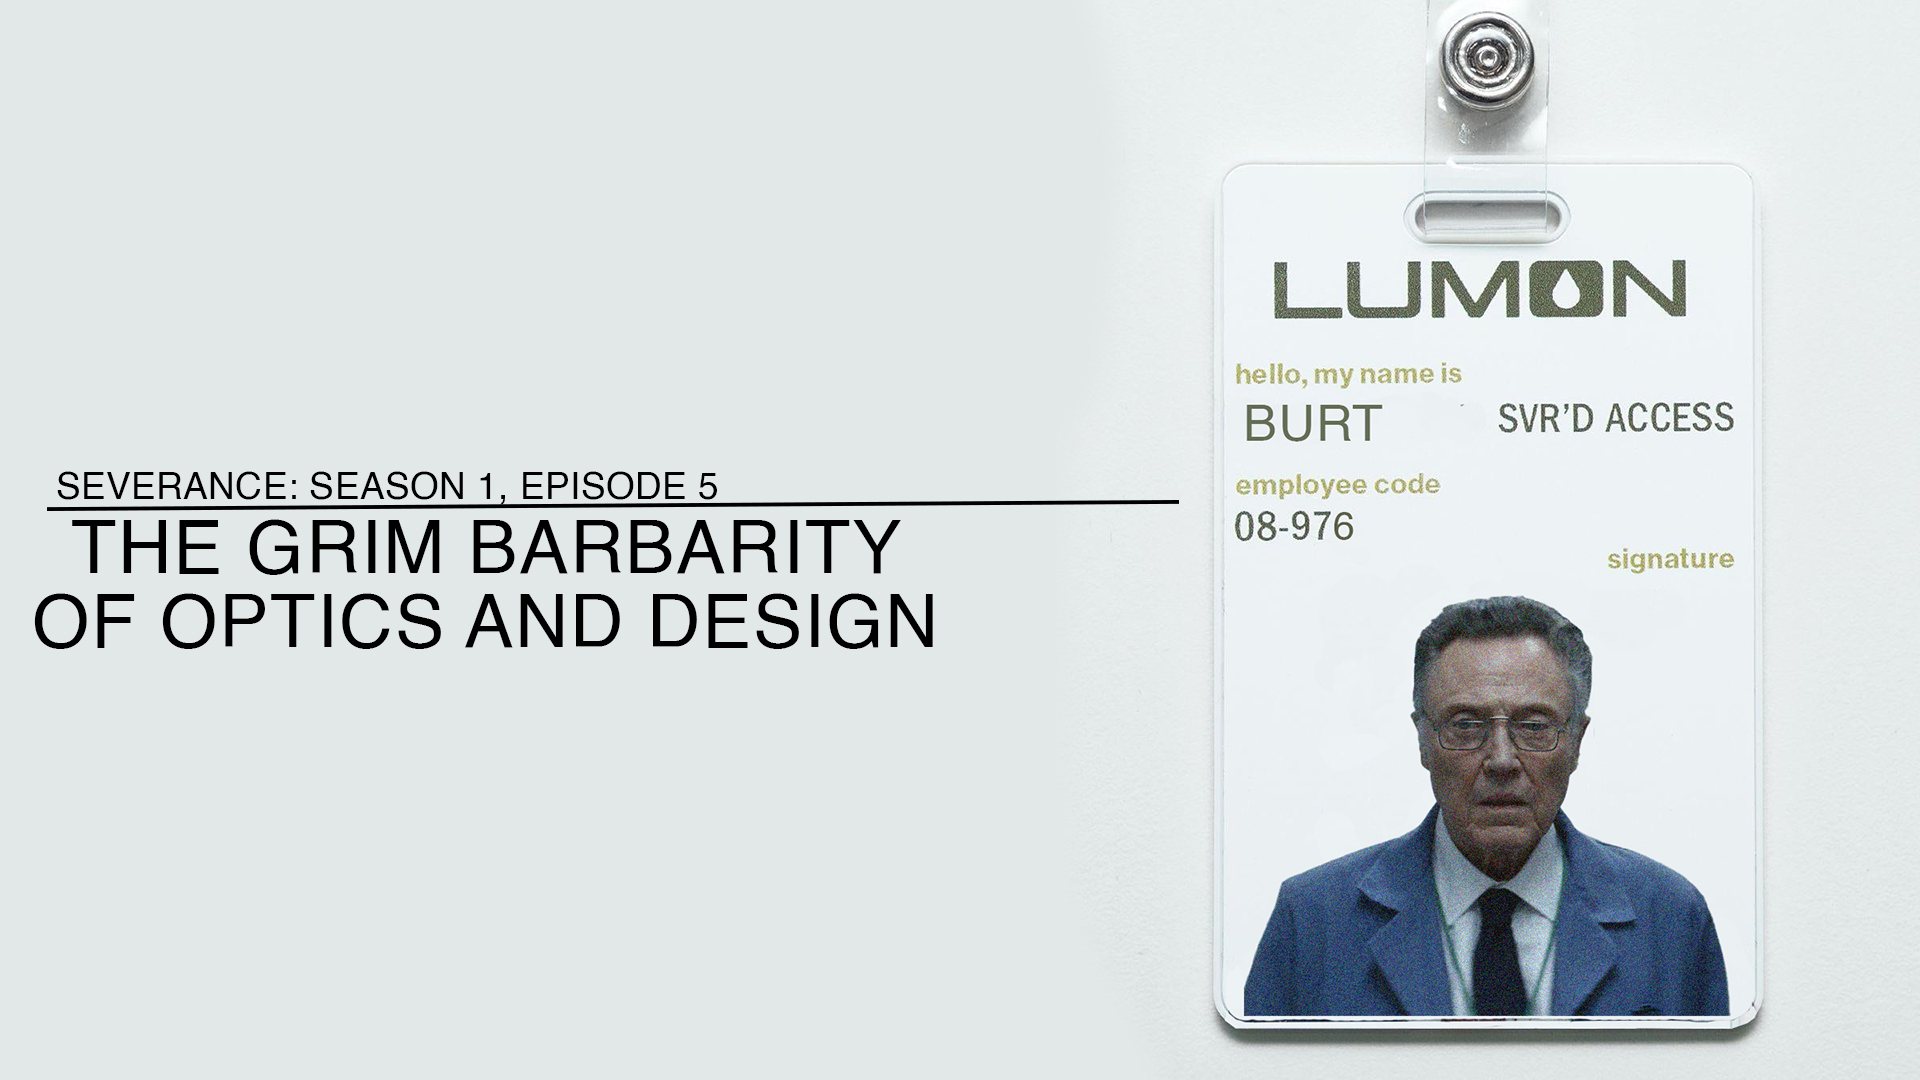 SEVERANCE: SEASON 1, EPISODE 5
THE GRIM BARBARITY
OF OPTICS AND DESIGN
LUMON
hello, my name is
BURT
SVR'D ACCESS
employee code
08-976
signature